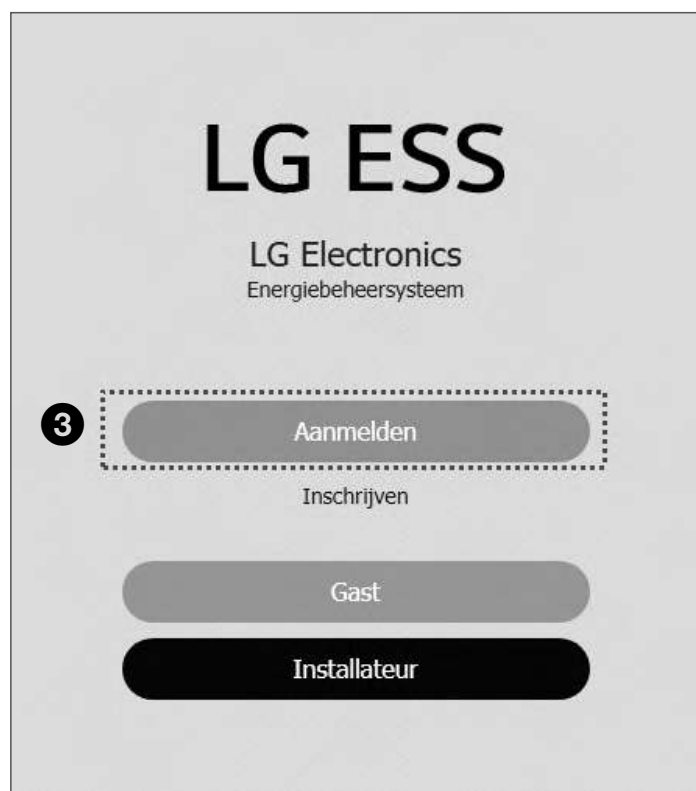 LG ESS
LG Electronics
Energiebeheersysteem
3
Aanmelden
Inschrijven
Gast
Installateur